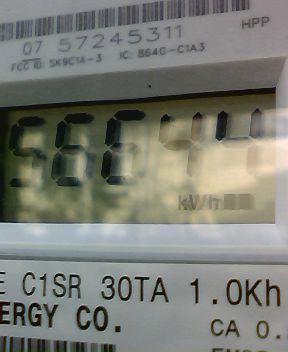 07 57245311
HPP
FCC ID: SK9C1A-3 IC: 864G-C1A3
56644
kWh
E C1SR 30TA 1.0Kh
ERGY CO.
CA 0.